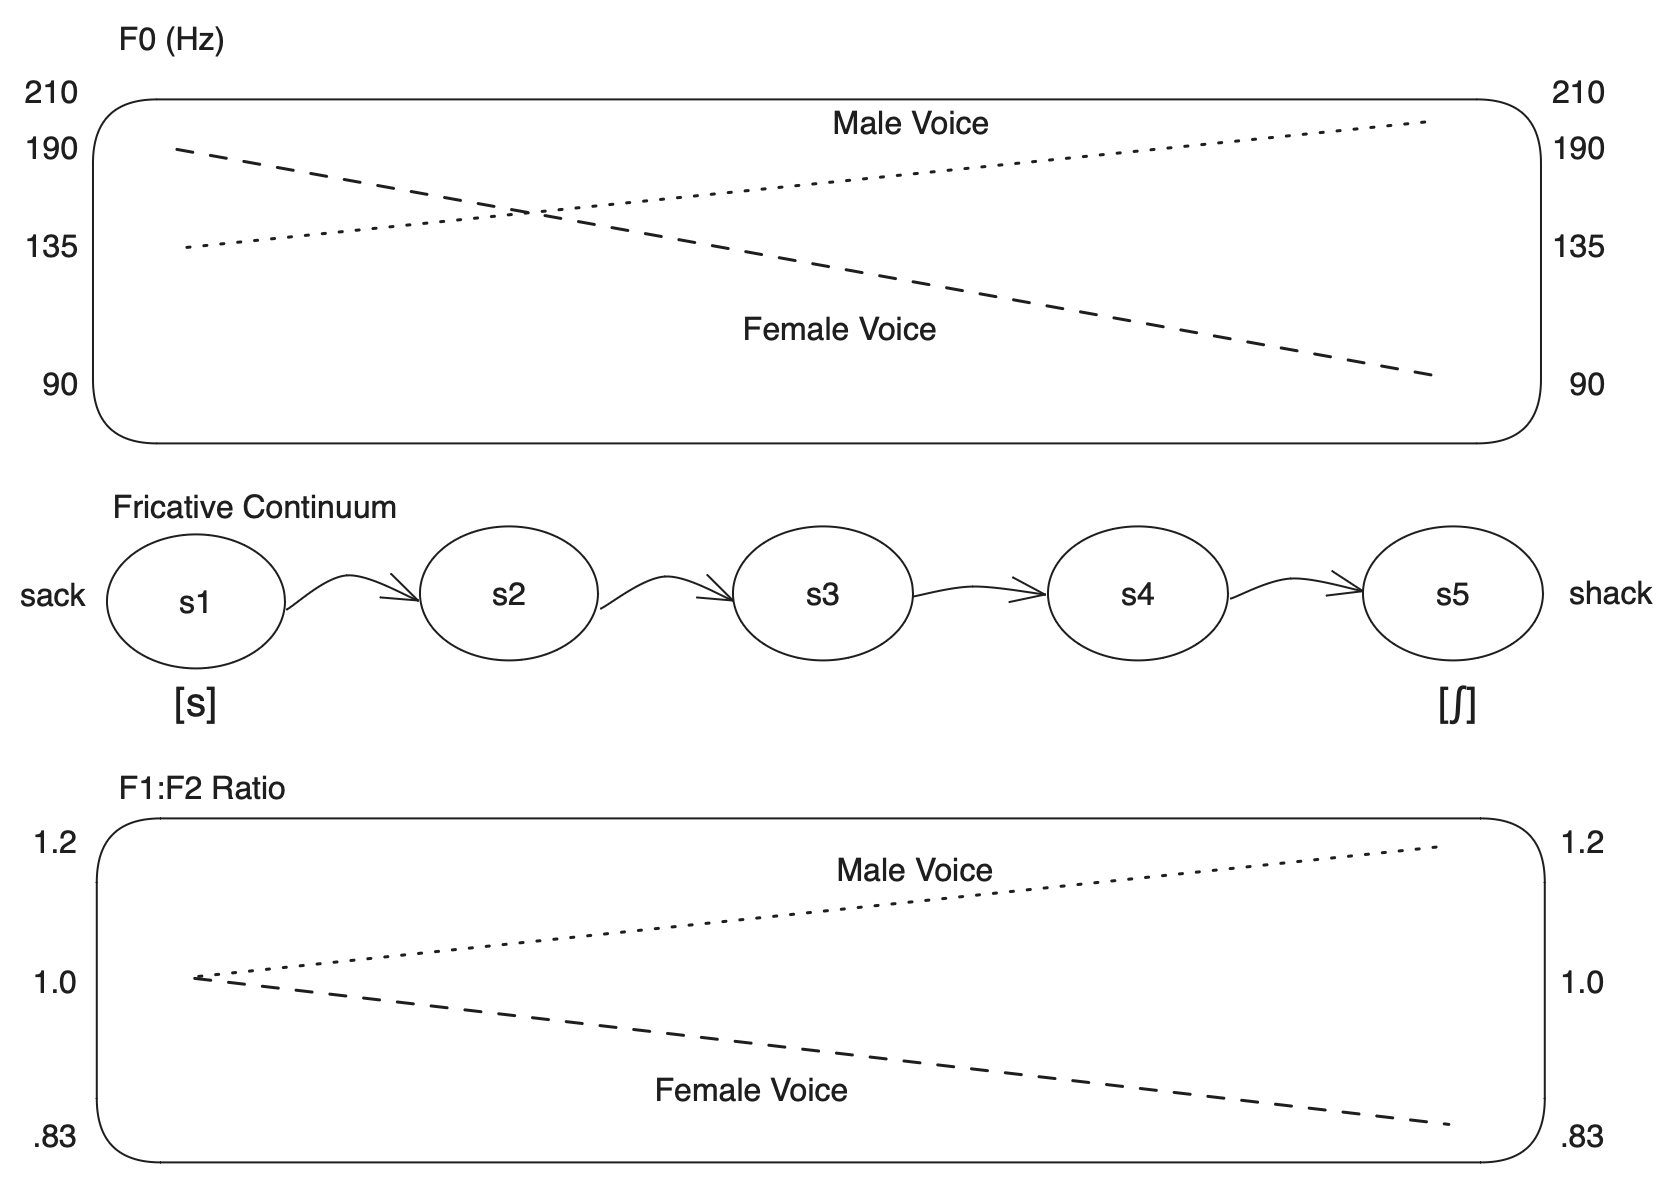 F0 (Hz)
210 210
Male Voice
190 190
135 135
Female Voice
90 90
Fricative Continuum
sack s1 s2 s3 s4 s5 shack
[s] [ʃ]
F1:F2 Ratio
1.2 1.2
Male Voice
1.0 1.0
Female Voice
.83 .83